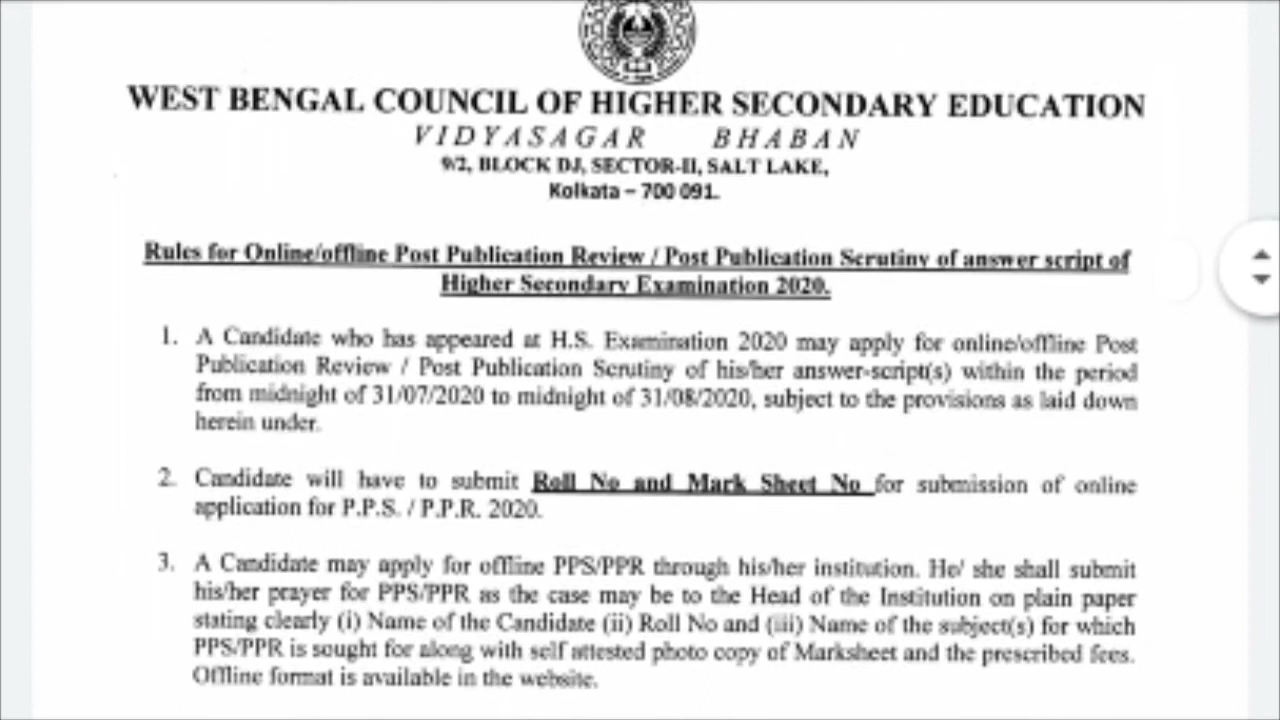 WEST BENGAL COUNCIL OF HIGHER SECONDARY EDUCATION
VIDYASAGAR BHABAN
9/2, BLOCK DJ, SECTOR-II, SALT LAKE,
Kolkata – 700 091.
Rules for Online/offline Post Publication Review / Post Publication Scrutiny of answer script of
Higher Secondary Examination 2020.
1. A Candidate who has appeared at H.S. Examination 2020 may apply for online/offline Post
Publication Review / Post Publication Scrutiny of his/her answer-script(s) within the period
from midnight of 31/07/2020 to midnight of 31/08/2020, subject to the provisions as laid down
herein under.
2. Candidate will have to submit Roll No and Mark Sheet No for submission of online
application for P.P.S. / P.P.R. 2020.
3. A Candidate may apply for offline PPS/PPR through his/her institution. He/ she shall submit
his/her prayer for PPS/PPR as the case may be to the Head of the Institution on plain paper
stating clearly (i) Name of the Candidate (ii) Roll No and (iii) Name of the subject(s) for which
PPS/PPR is sought for along with self attested photo copy of Marksheet and the prescribed fees.
Offline format is available in the website.